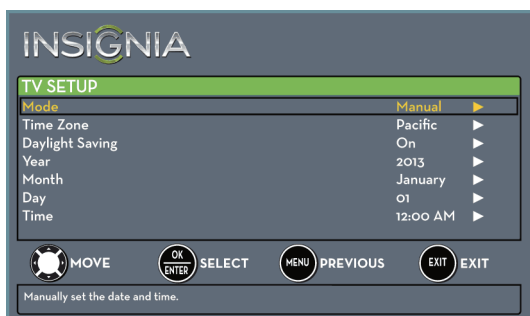 INSIGNIA
TV SETUP
Mode Manual ►
Time Zone Pacific ►
Daylight Saving On ►
Year 2013 ►
Month January ►
Day 01 ►
Time 12:00 AM ►
MOVE OK ENTER SELECT MENU PREVIOUS EXIT EXIT
Manually set the date and time.